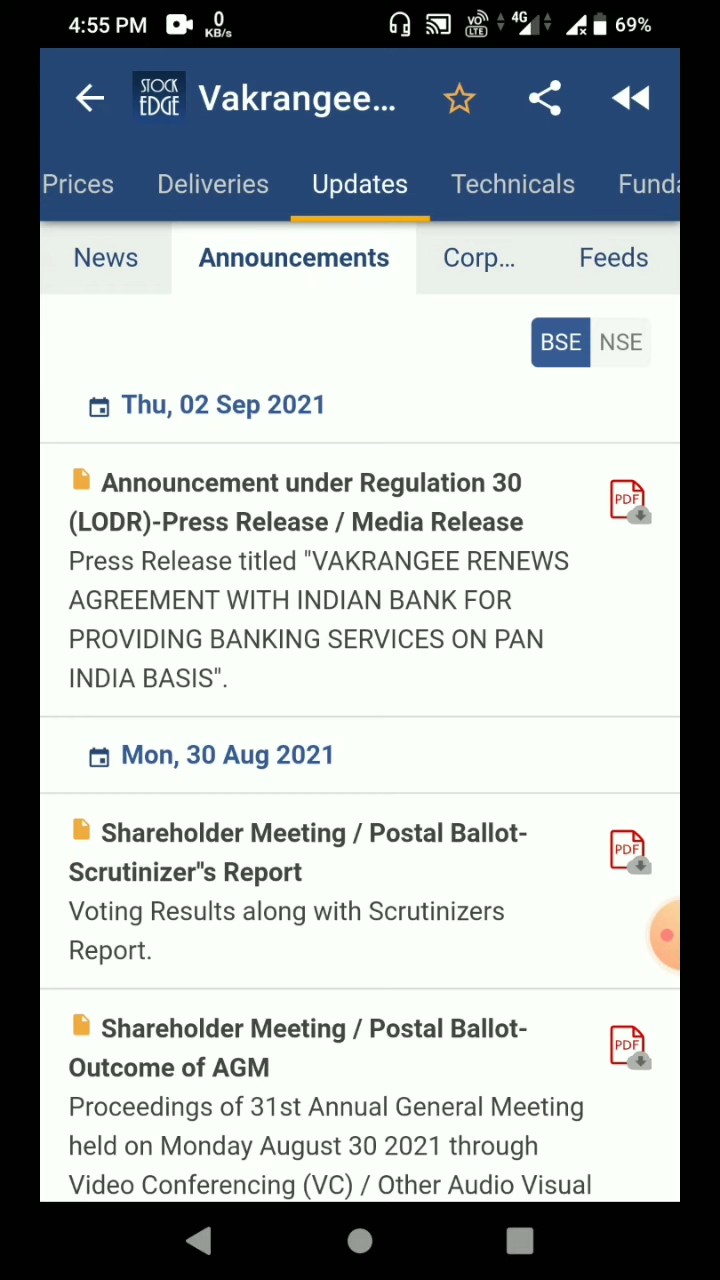 4:55 PM 0 KB/s VO LTE 4G 69%
STOCK EDGE Vakrangee...
Prices Deliveries Updates Technicals Funda
News Announcements Corp... Feeds
BSE NSE
Thu, 02 Sep 2021
Announcement under Regulation 30
(LODR)-Press Release / Media Release
PDF
Press Release titled "VAKRANGEE RENEWS
AGREEMENT WITH INDIAN BANK FOR
PROVIDING BANKING SERVICES ON PAN
INDIA BASIS".
Mon, 30 Aug 2021
Shareholder Meeting / Postal Ballot-
Scrutinizer"s Report
PDF
Voting Results along with Scrutinizers
Report.
Shareholder Meeting / Postal Ballot-
Outcome of AGM
PDF
Proceedings of 31st Annual General Meeting
held on Monday August 30 2021 through
Video Conferencing (VC) / Other Audio Visual